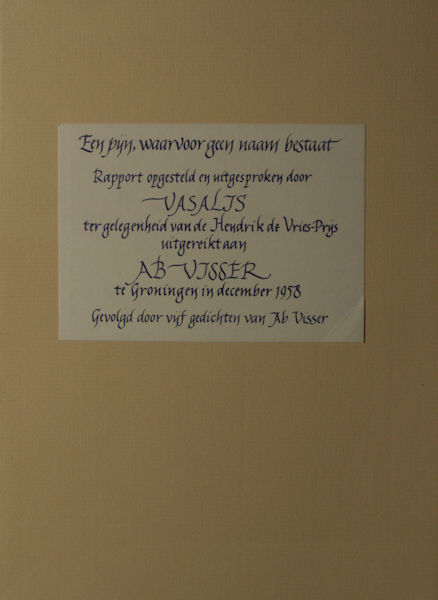 Een pijn, waarvoor geen naam bestaat
Rapport opgesteld en uitgesproken door
VASALIS
ter gelegenheid van de Hendrik de Vries-Prijs
uitgereikt aan
AB VISSER
te Groningen in december 1958
Gevolgd door vijf gedichten van Ab Visser